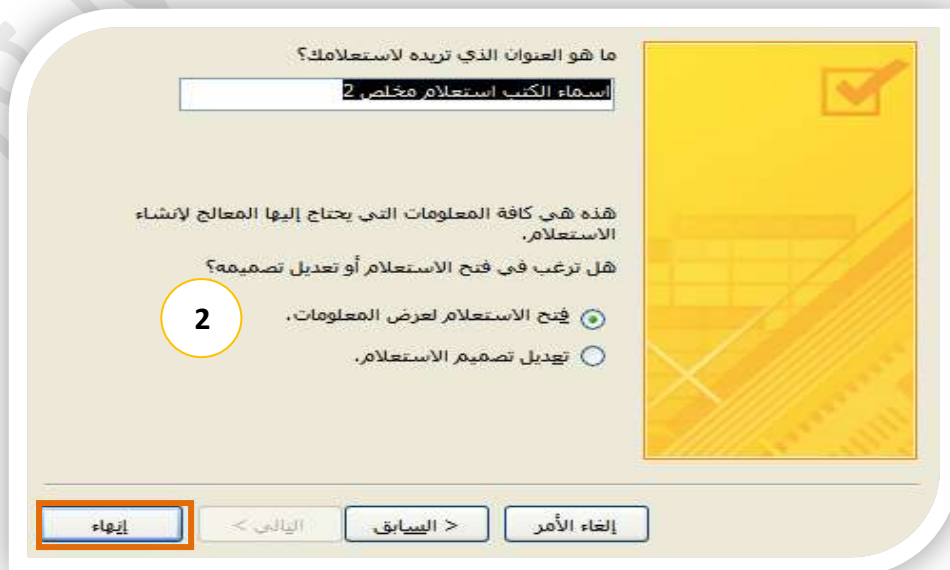 ما هو العنوان الذي تريده لاستعلامك؟
اسماء الكتب استعلام مخلص 2
هذه هي كافة المعلومات التي يحتاج إليها المعالج لإنشاء
الاستعلام.
هل ترغب في فتح الاستعلام أو تعديل تصميمه؟
فتح الاستعلام لعرض المعلومات.
2
تعديل تصميم الاستعلام.
إلغاء الأمر
< السابق
التالي >
إنهاء